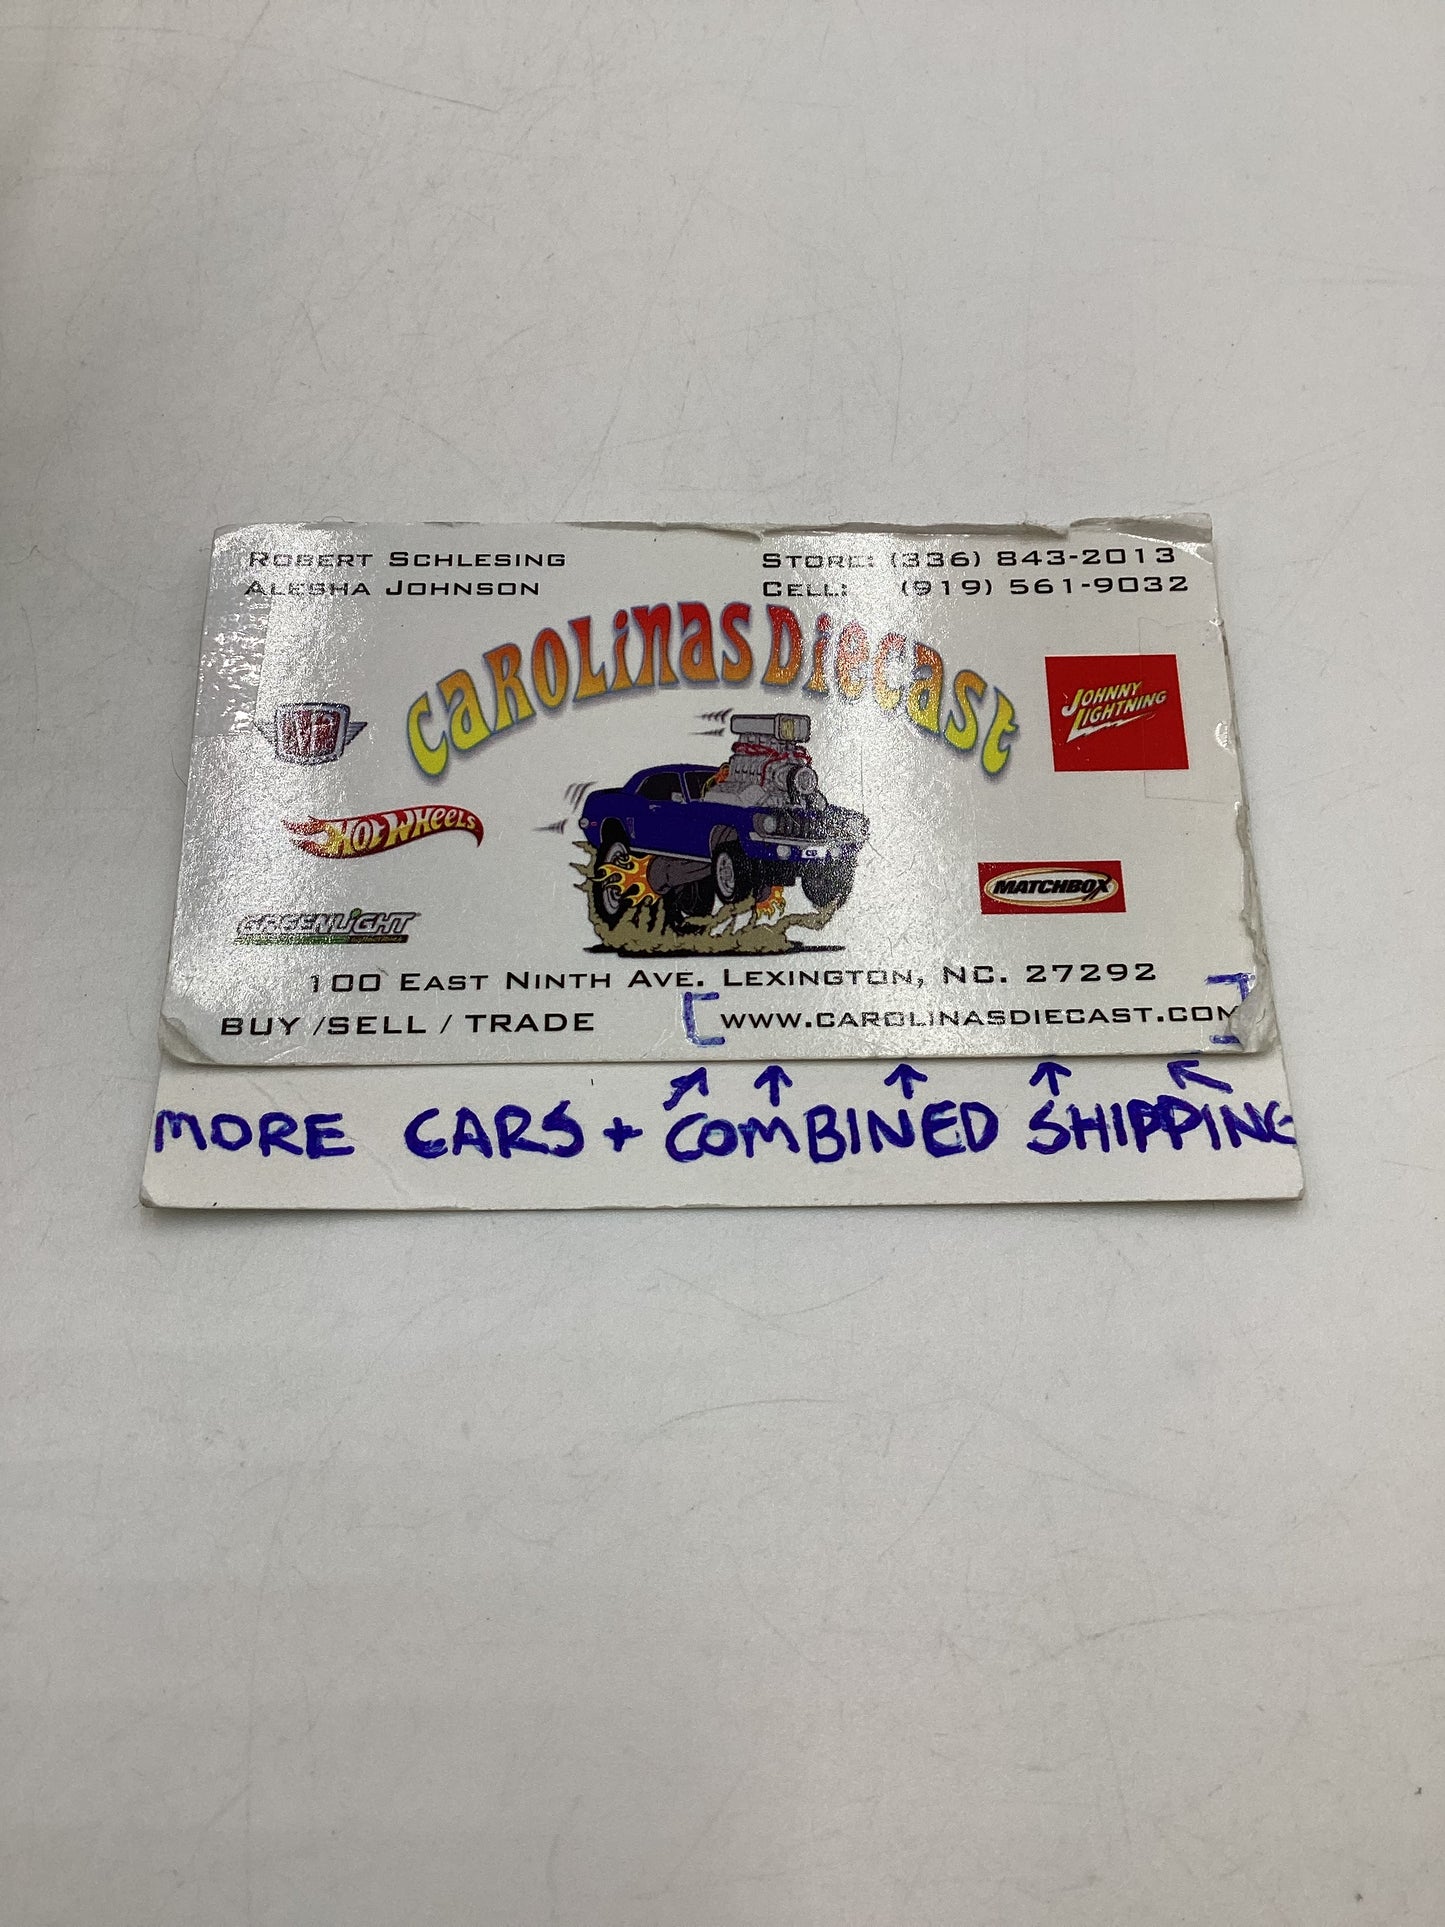 ROBERT SCHLESING
ALESHA JOHNSON
STORE: (336) 843-2013
CELL: (919) 561-9032
CAROLINAS DIECAST
JOHNNY
LIGHTNING
HOT WHEELS
MATCHBOX
GREENLIGHT
100 EAST NINTH AVE. LEXINGTON, NC. 27292
BUY /SELL / TRADE
WWW.CAROLINASDIECAST.COM
MORE CARS + COMBINED SHIPPING